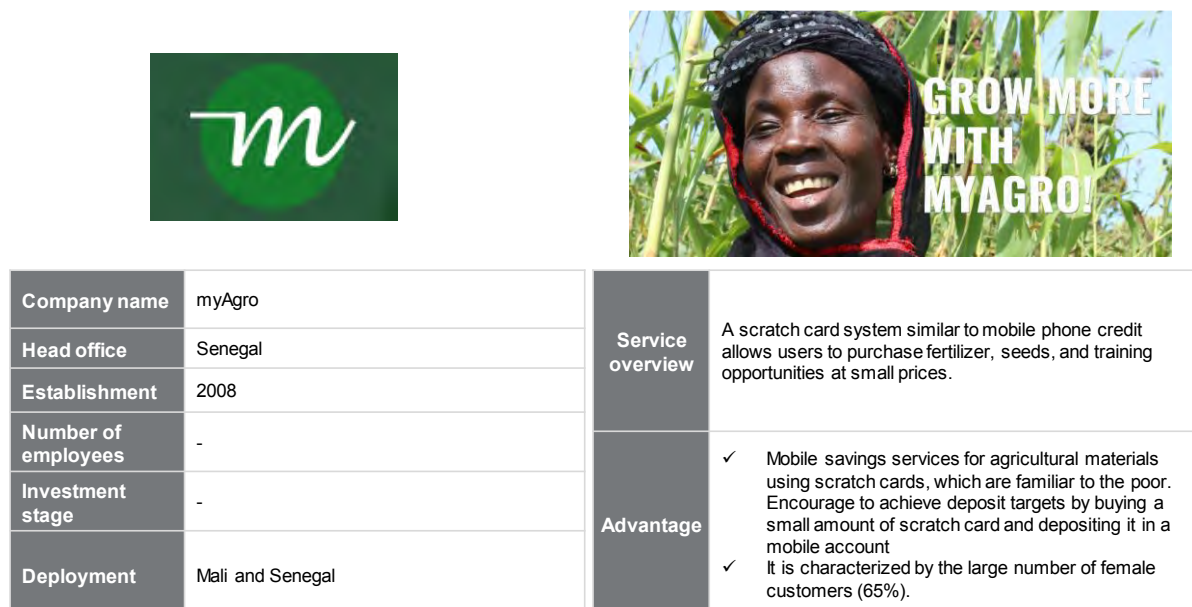 m
GROW MORE
WITH
MYAGRO!
Company name
myAgro
Head office
Senegal
Establishment
2008
Number of
employees
-
Investment
stage
-
Deployment
Mali and Senegal
Service
overview
A scratch card system similar to mobile phone credit
allows users to purchase fertilizer, seeds, and training
opportunities at small prices.
Advantage
✓ Mobile savings services for agricultural materials
using scratch cards, which are familiar to the poor.
Encourage to achieve deposit targets by buying a
small amount of scratch card and depositing it in a
mobile account
✓ It is characterized by the large number of female
customers (65%).